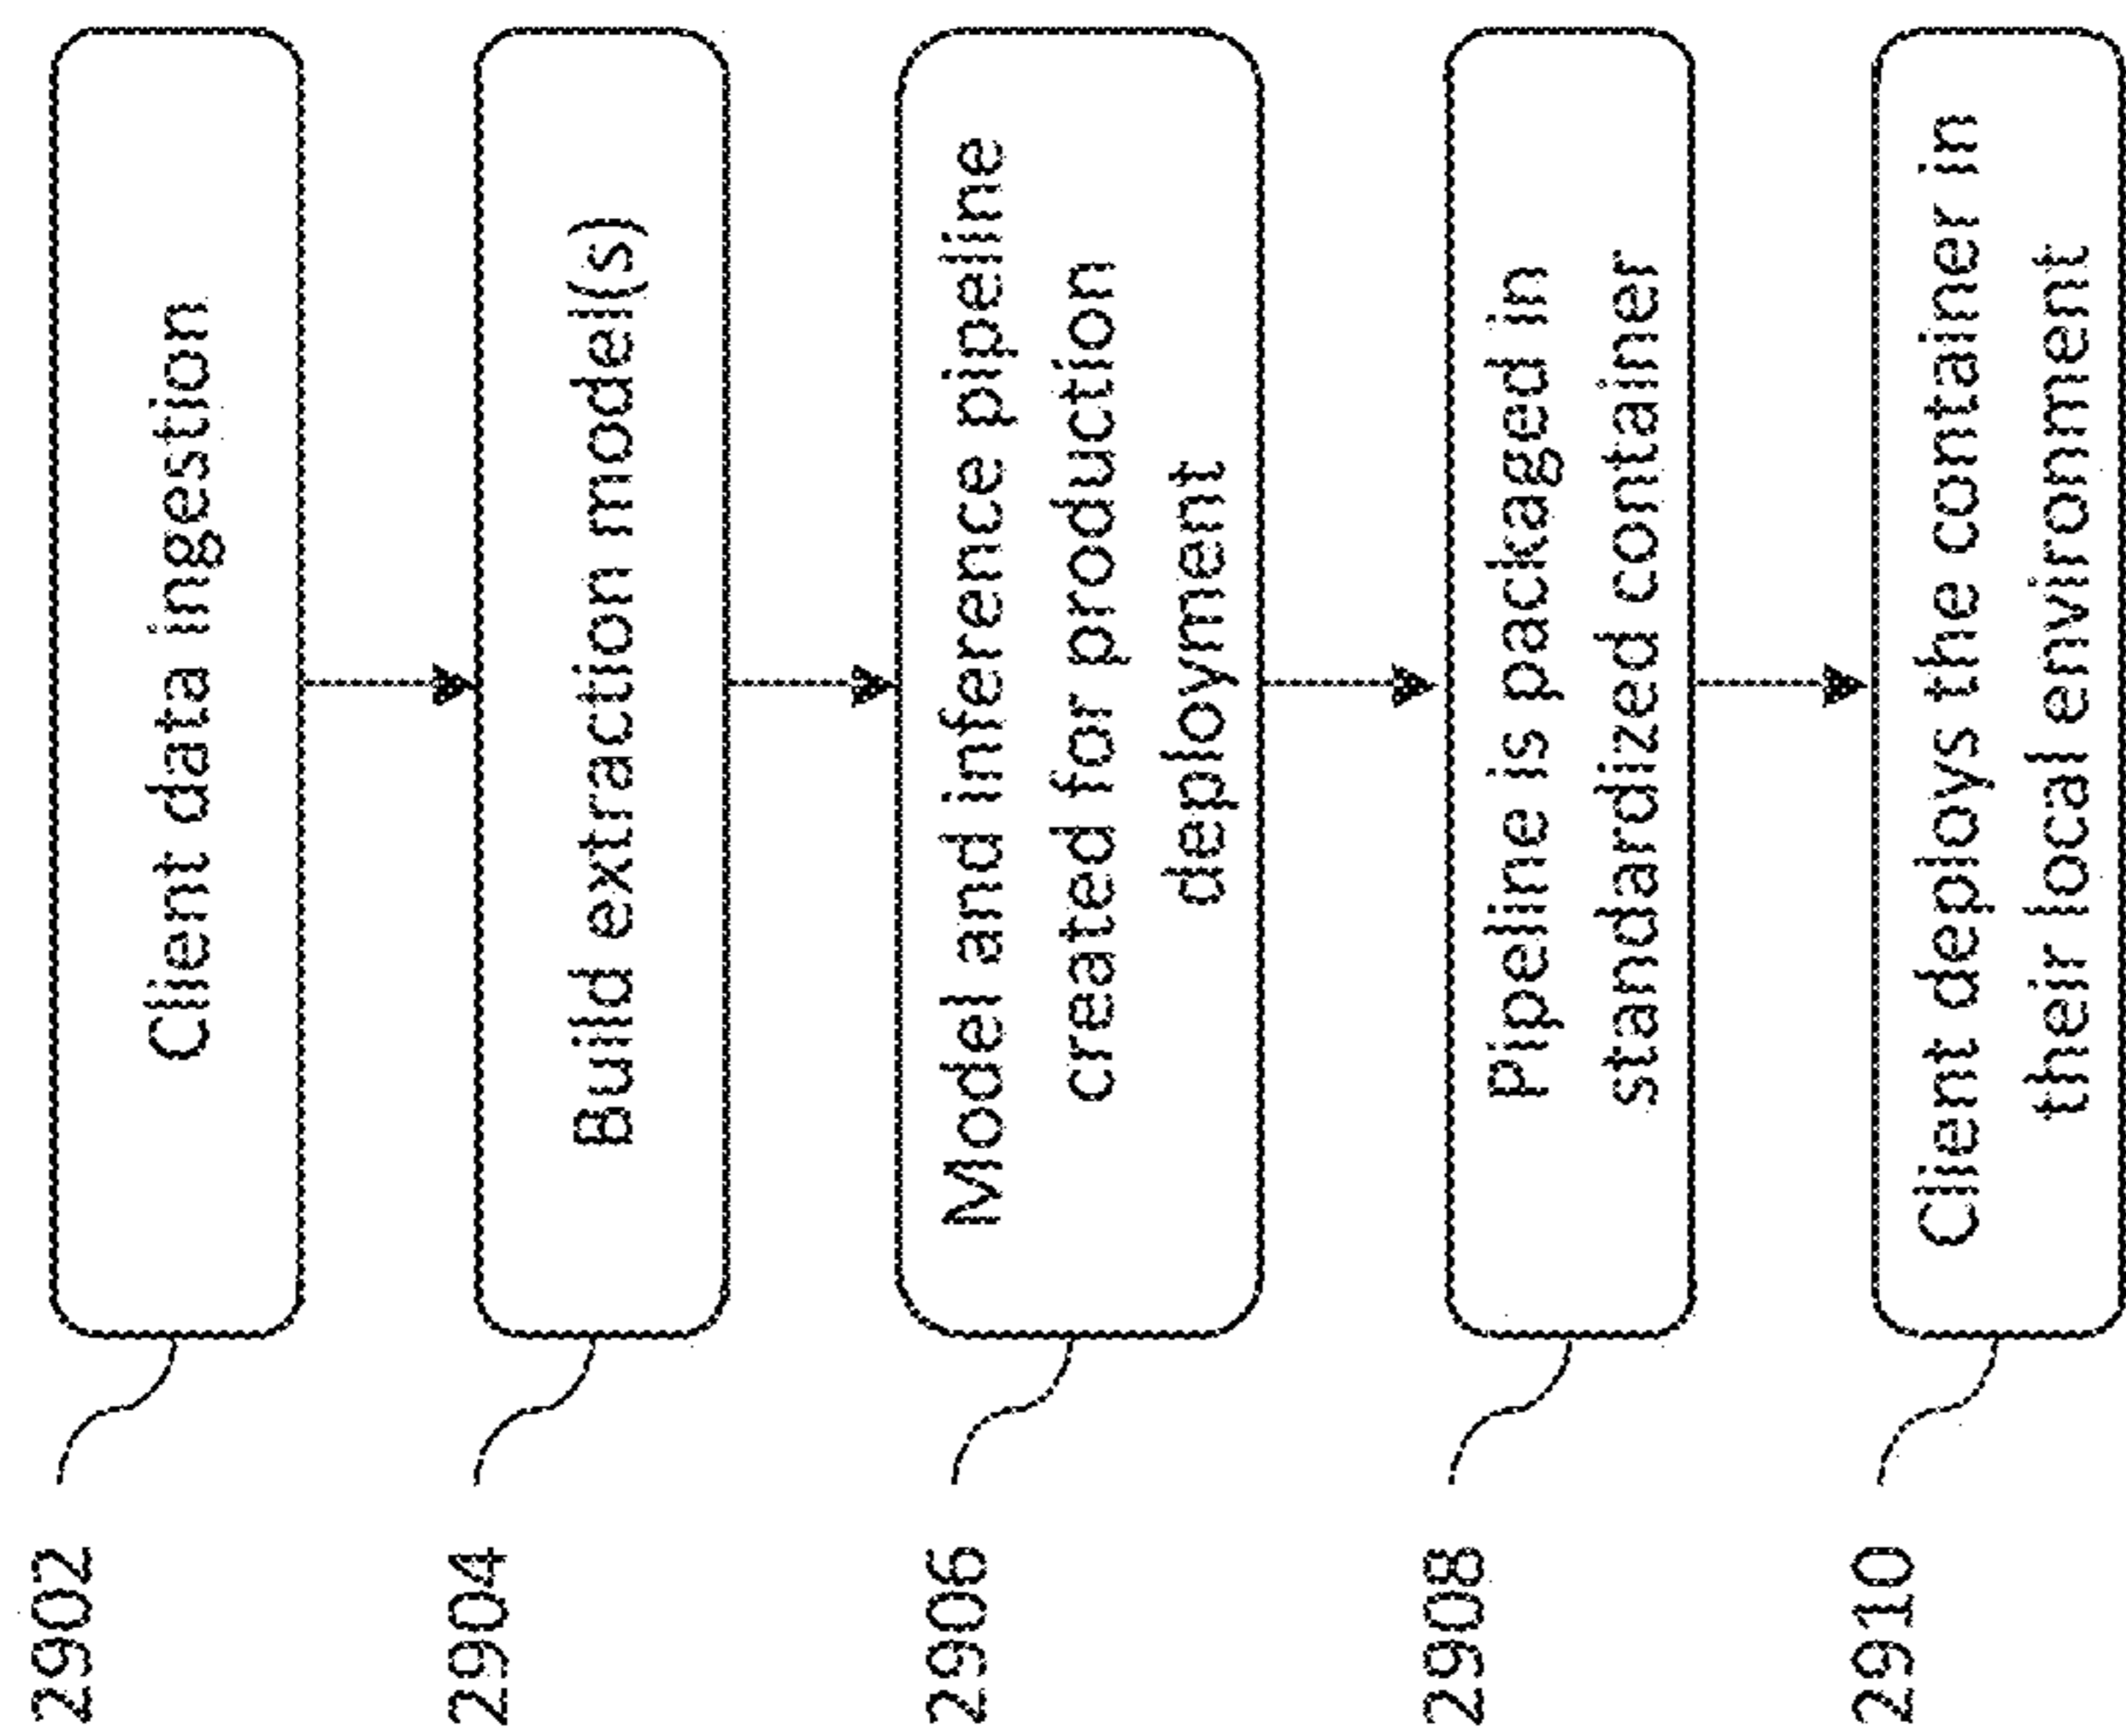 2902
Client data ingestion
2904
Build extraction model(s)
2906
Model and inference pipeline
created for production
deployment
2908
Pipeline is packaged in
standardized container
2910
Client deploys the container in
their local environment